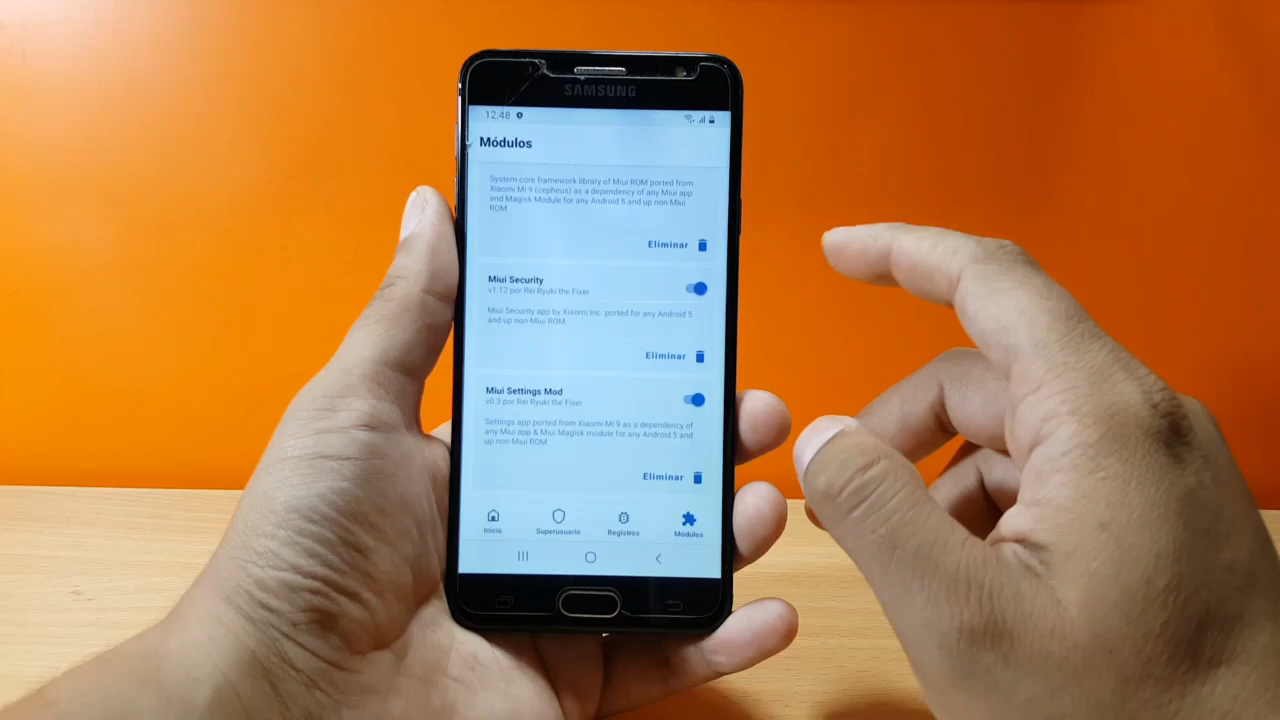 SAMSUNG
12:48
Módulos
System core framework library of Miui ROM ported from
Xiaomi Mi 9 (cepheus) as a dependency of any Miui app
and Magisk Module for any Android 5 and up non-Miui
ROM
Eliminar
Miui Security
v1.12 por Rei Ryuki the Fixer
Miui Security app by Xiaomi Inc. ported for any Android 5
and up non-Miui ROM.
Eliminar
Miui Settings Mod
v0.3 por Rei Ryuki the Fixer
Settings app ported from Xiaomi Mi 9 as a dependency of
any Miui app & Miui Magisk module for any Android 5 and
up non-Miui ROM.
Eliminar
Inicio Superusuario Registros Módulos